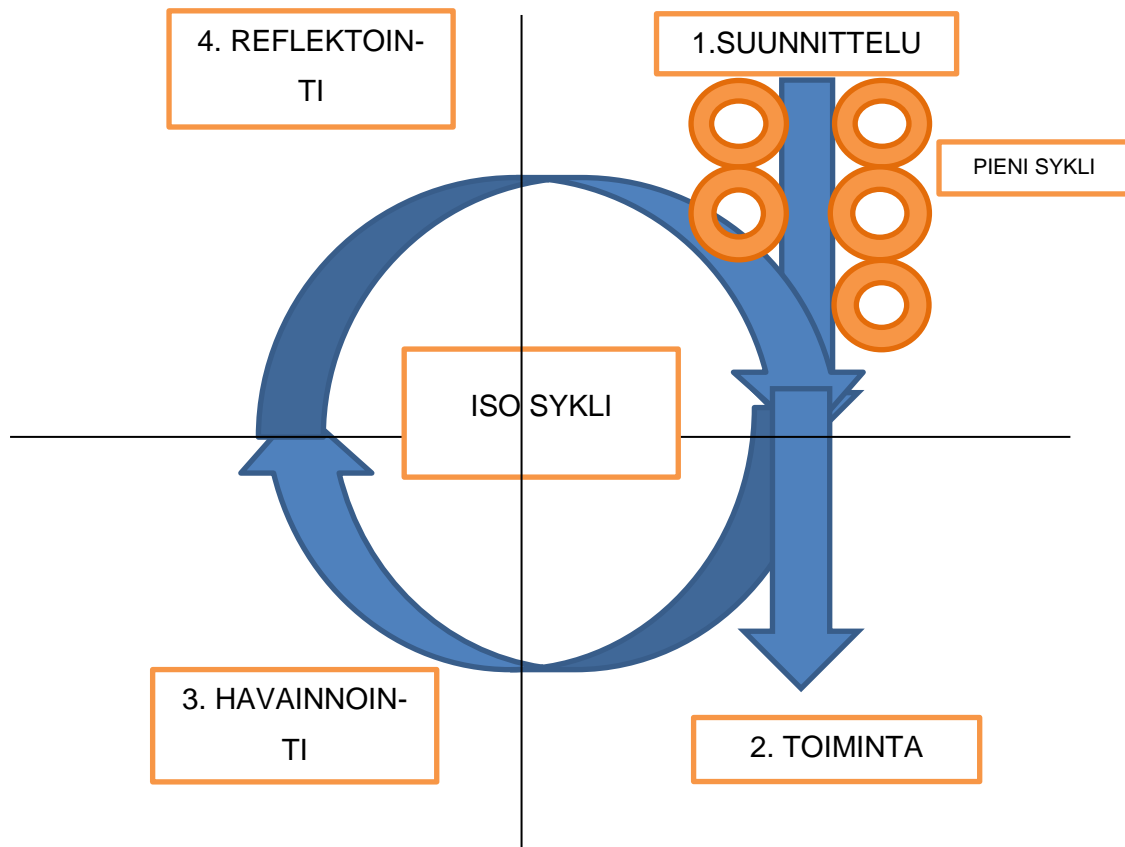 4. REFLEKTOIN-
TI
1.SUUNNITTELU
PIENI SYKLI
ISO SYKLI
3. HAVAINNOIN-
TI
2. TOIMINTA